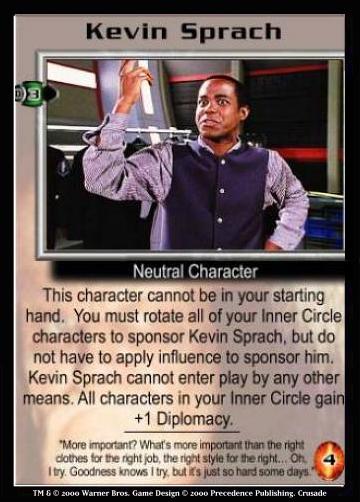 Kevin Sprach
3
Neutral Character
This character cannot be in your starting
hand. You must rotate all of your Inner Circle
characters to sponsor Kevin Sprach, but do
not have to apply influence to sponsor him.
Kevin Sprach cannot enter play by any other
means. All characters in your Inner Circle gain
+1 Diplomacy.
"More important? What's more important than the right
clothes for the right job, the right style for the right... Oh,
I try. Goodness knows I try, but it's just so hard some days."
4
TM & © 2000 Warner Bros. Game Design © 2000 Precedence Publishing. Crusade